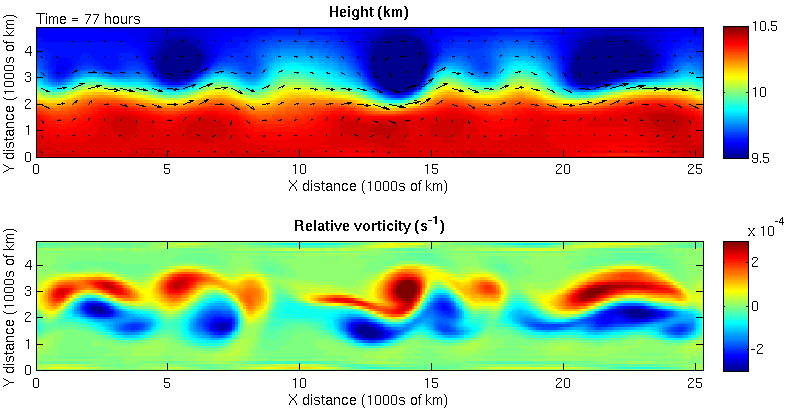 Height (km)
Time = 77 hours
10.5
10
9.5
Y distance (1000s of km)
4
3
2
1
0
0 5 10 15 20 25
X distance (1000s of km)
Relative vorticity (s⁻¹)
x 10⁻⁴
2
0
-2
Y distance (1000s of km)
4
3
2
1
0
0 5 10 15 20 25
X distance (1000s of km)